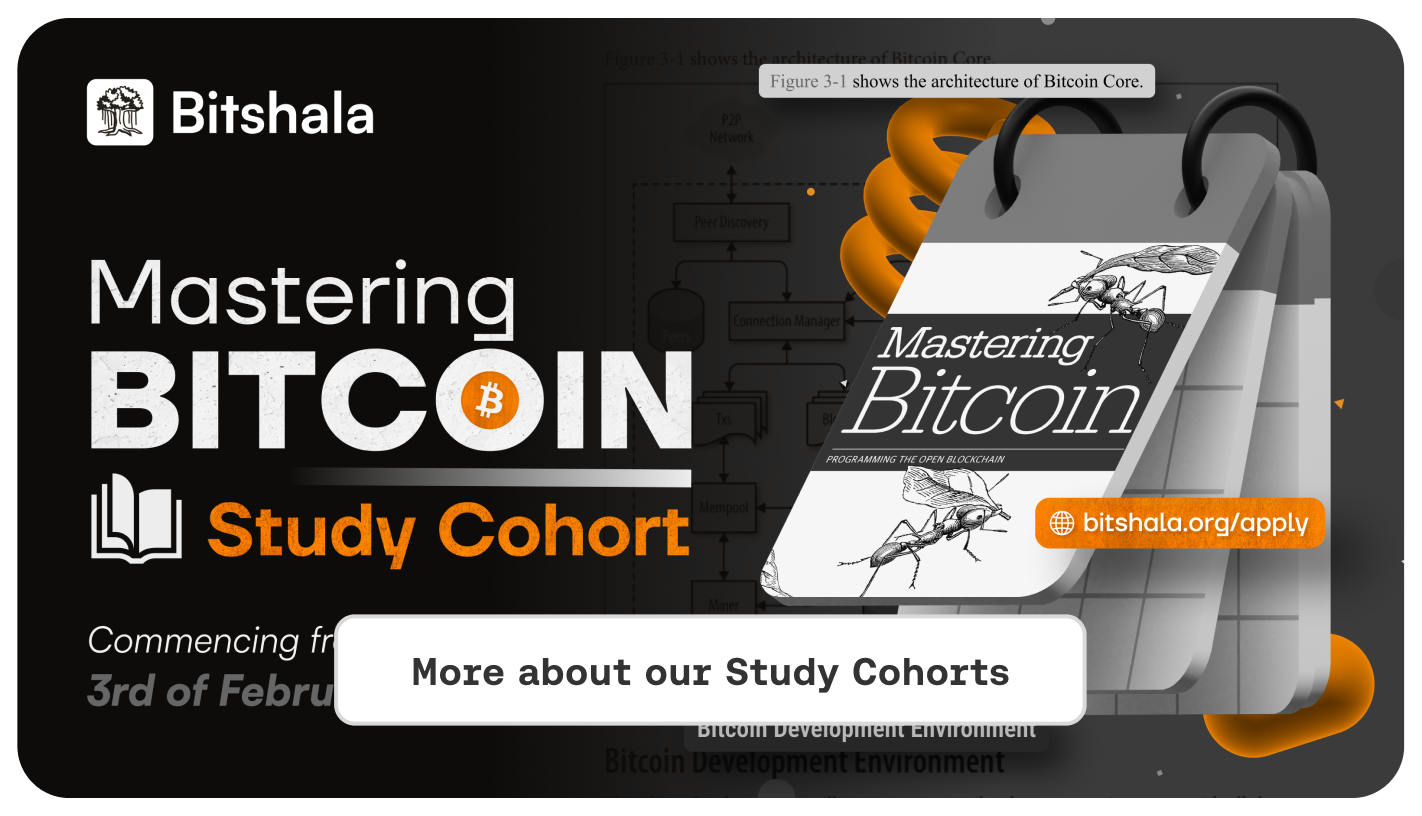 Figure 3-1 shows the architecture of Bitcoin Core.
Figure 3-1 shows the architecture of Bitcoin Core.
Bitshala
P2P
Network
Peer Discovery
Connection Manager
Peers
Mastering
BITCOIN
Study Cohort
Txs
Mempool
Miner
Mastering
Bitcoin
PROGRAMMING THE OPEN BLOCKCHAIN
bitshala.org/apply
Commencing
3rd of Febru
More about our Study Cohorts
Bitcoin Development Environment
Bitcoin Development Environment